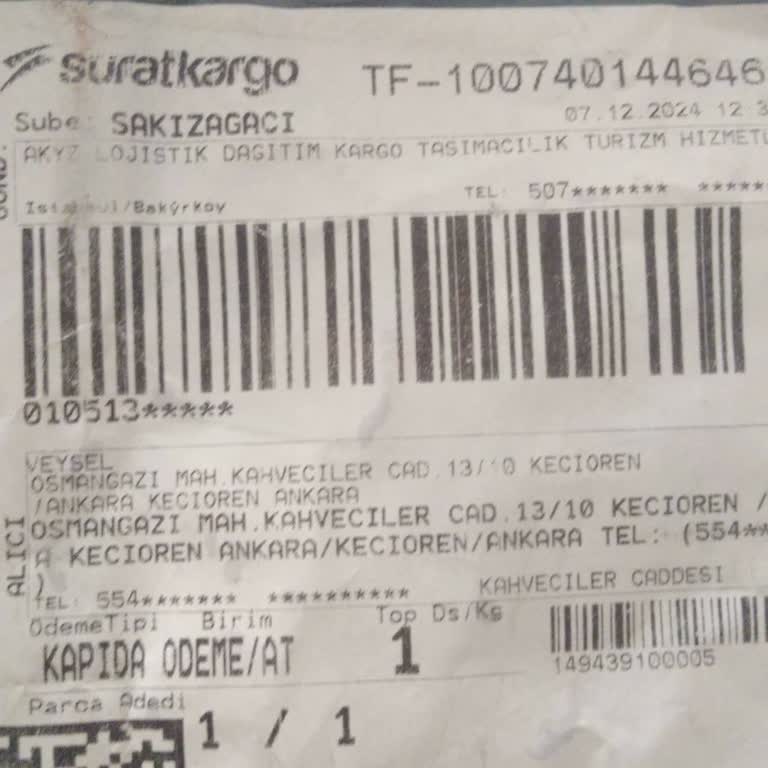 suratkargo
TF-100740144646
07.12.2024 12 3
Sube: SAKIZAGACI
GOND.
AKYZ LOJISTIK DAGITIM KARGO TASIMACILIK TURIZM HIZMETL
TEL: 507******* *****
Istanbul/Bakýrkoy
010513*****
ALICI
VEYSEL
OSMANGAZI MAH.KAHVECILER CAD.13/10 KECIOREN
/ANKARA KECIOREN ANKARA
OSMANGAZI MAH.KAHVECILER CAD.13/10 KECIOREN /
A KECIOREN ANKARA/KECIOREN/ANKARA TEL: (554**
)
TEL: 554******* **********
KAHVECILER CADDESI
OdemeTipi Birim Top Ds/Kg
KAPIDA ODEME/AT 1
149439100005
Parca Adedi
1 / 1